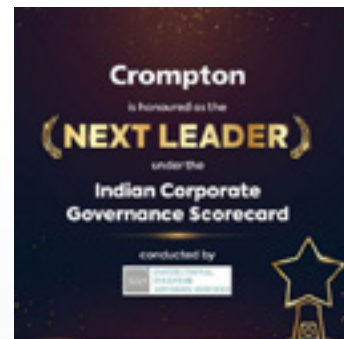 Crompton
is honoured as the
NEXT LEADER
under the
Indian Corporate
Governance Scorecard
conducted by